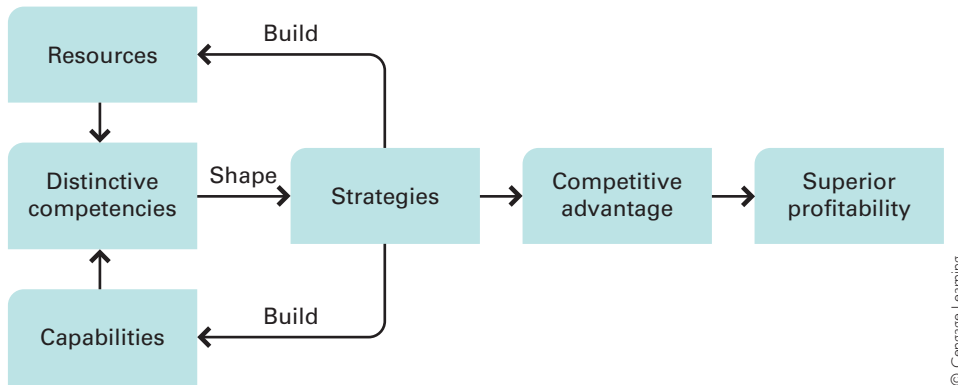 Resources
Build
Distinctive
competencies
Shape
Strategies
Competitive
advantage
Superior
profitability
Capabilities
Build
© Cengage Learning